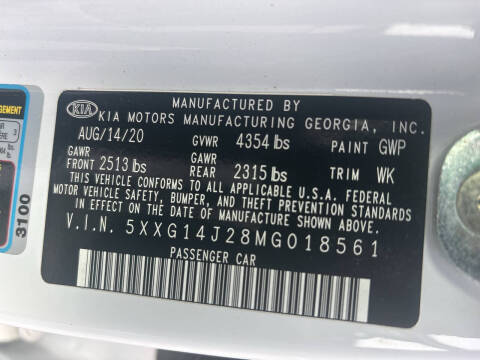 MANUFACTURED BY
KIA KIA MOTORS MANUFACTURING GEORGIA, INC.
AUG/14/20 GVWR 4354 lbs PAINT GWP
GAWR GAWR
FRONT 2513 lbs REAR 2315 lbs TRIM WK
THIS VEHICLE CONFORMS TO ALL APPLICABLE U.S.A. FEDERAL
MOTOR VEHICLE SAFETY, BUMPER, AND THEFT PREVENTION STANDARDS
IN EFFECT ON THE DATE OF MANUFACTURE SHOWN ABOVE.
V.I.N. 5XXG14J28MG018561
PASSENGER CAR
3100